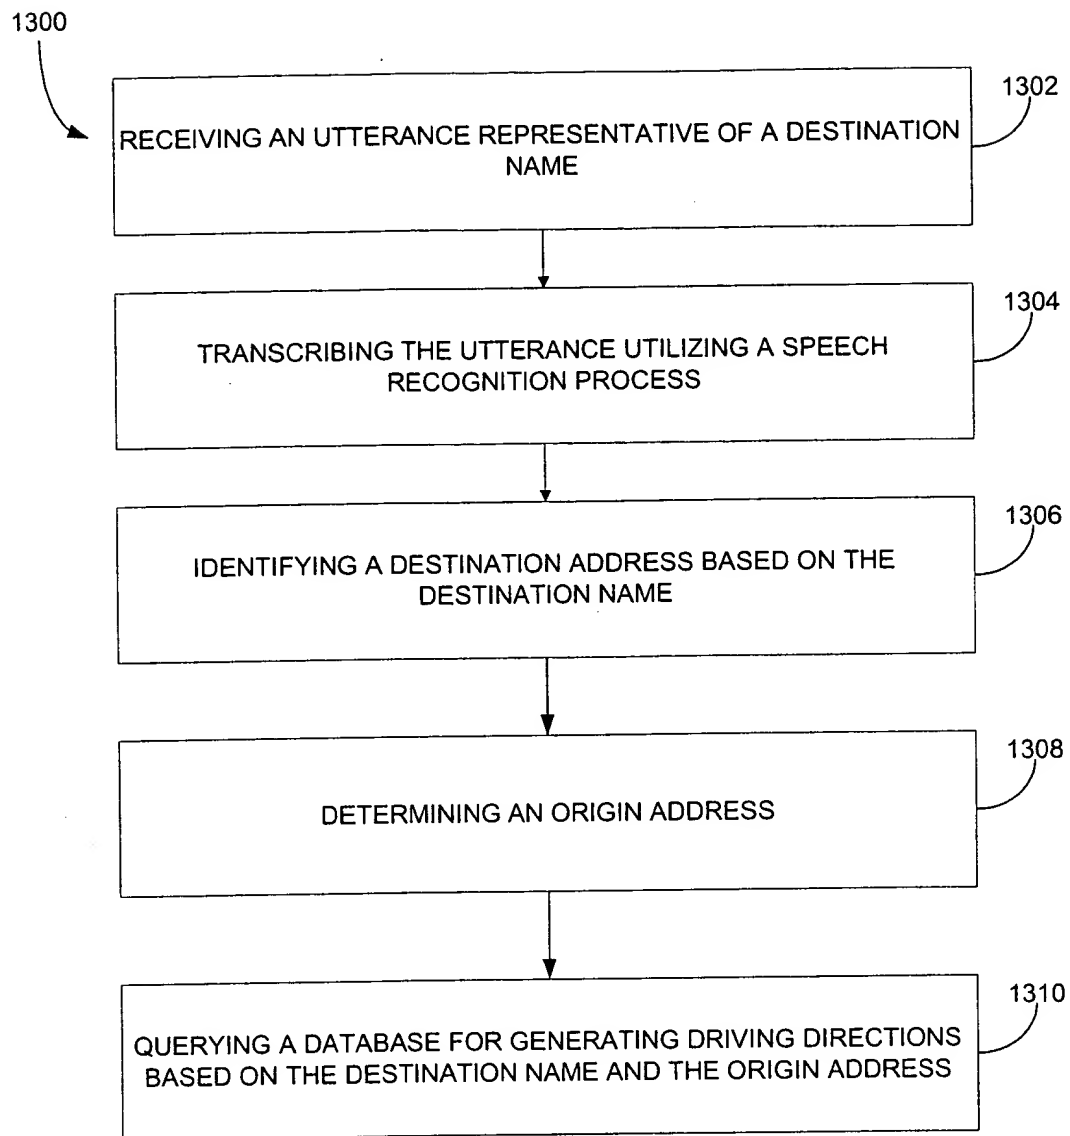 1300
1302
RECEIVING AN UTTERANCE REPRESENTATIVE OF A DESTINATION
NAME
1304
TRANSCRIBING THE UTTERANCE UTILIZING A SPEECH
RECOGNITION PROCESS
1306
IDENTIFYING A DESTINATION ADDRESS BASED ON THE
DESTINATION NAME
1308
DETERMINING AN ORIGIN ADDRESS
1310
QUERYING A DATABASE FOR GENERATING DRIVING DIRECTIONS
BASED ON THE DESTINATION NAME AND THE ORIGIN ADDRESS